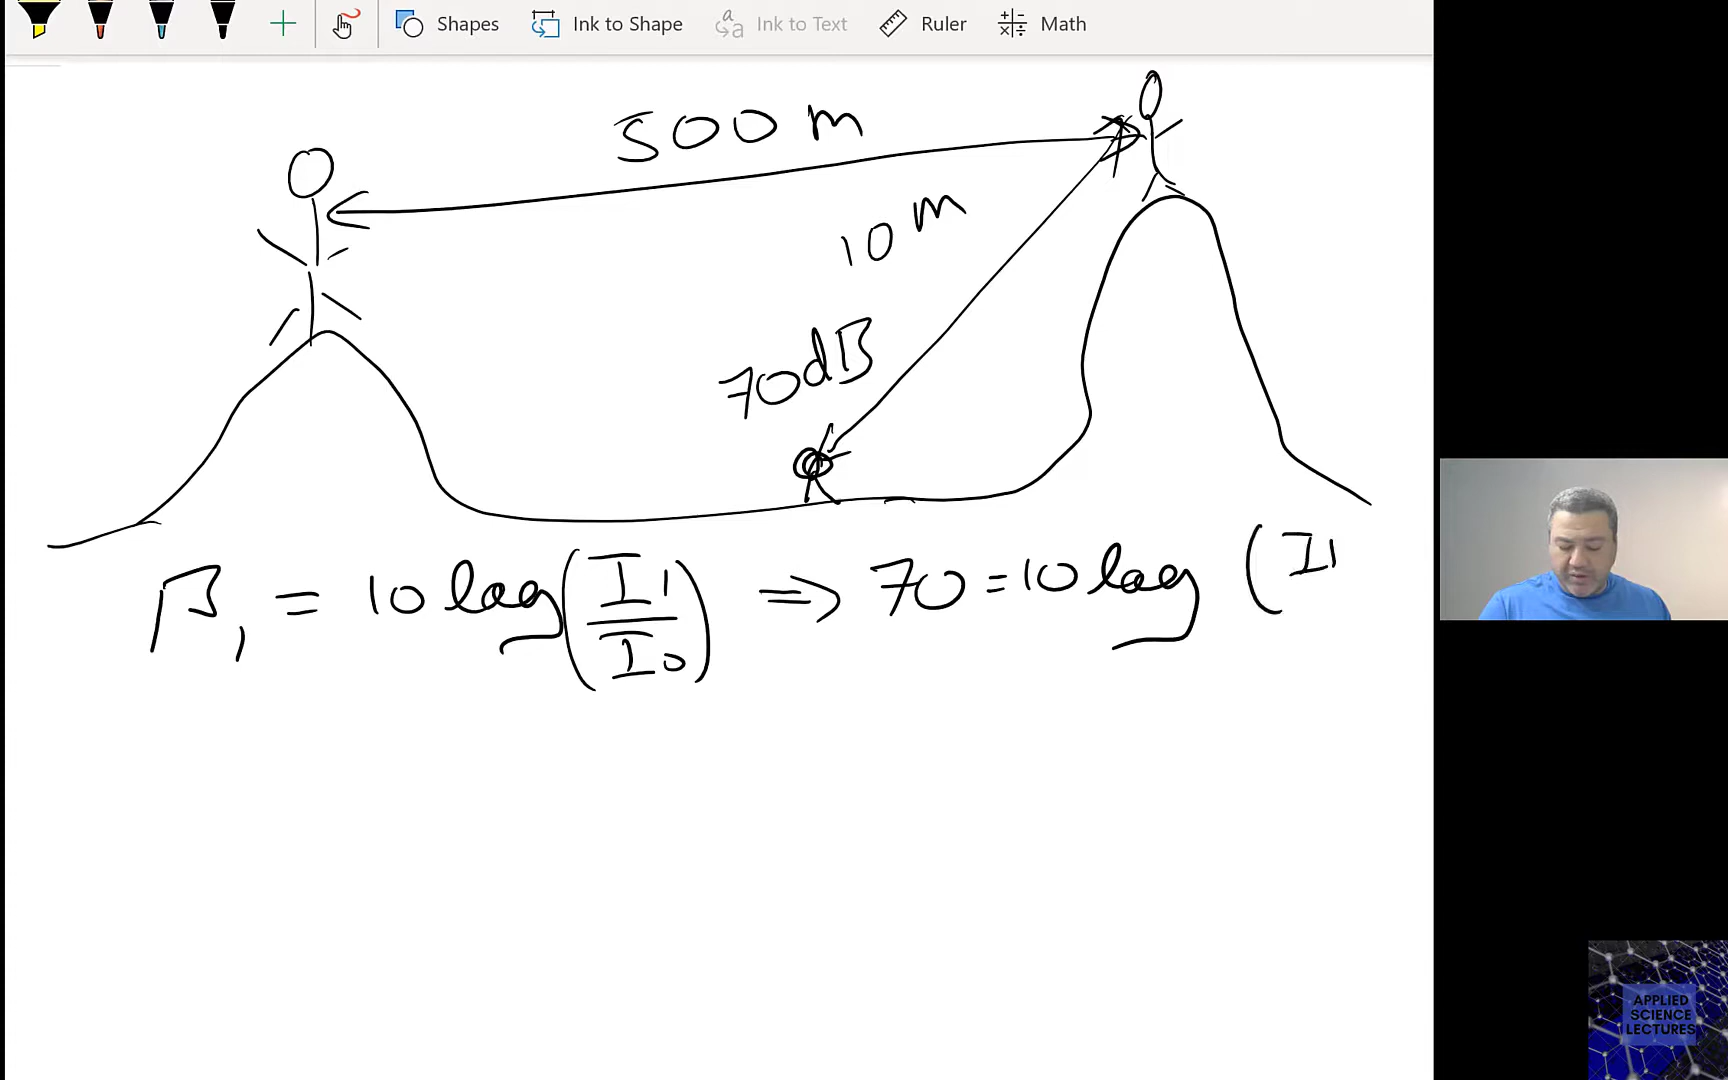 Shapes Ink to Shape Ink to Text Ruler Math
500 m
10 m
70dB
β₁ = 10 log(I1/I0) => 70 = 10 log (I1
APPLIED
SCIENCE
LECTURES